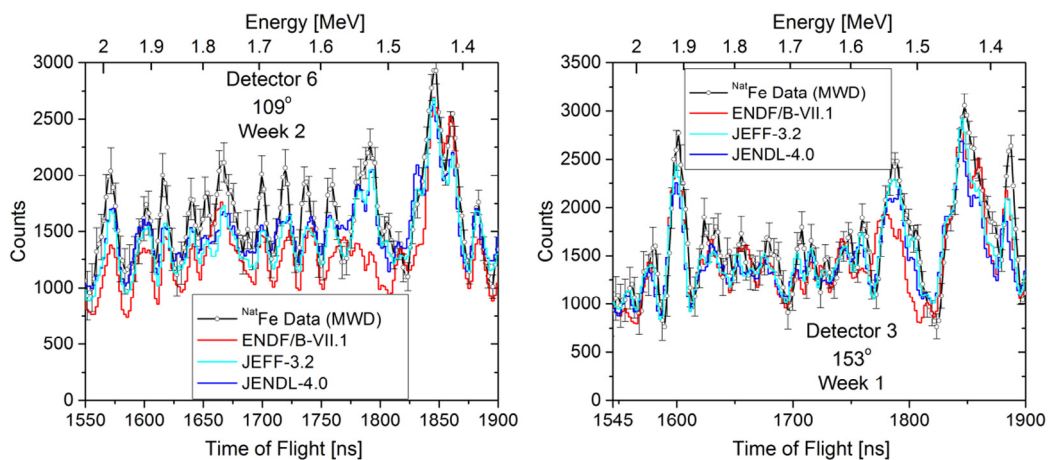 Energy [MeV]
2 1.9 1.8 1.7 1.6 1.5 1.4
3000
2500
2000
1500
1000
500
0
Counts
Detector 6
109°
Week 2
NatFe Data (MWD)
ENDF/B-VII.1
JEFF-3.2
JENDL-4.0
1550 1600 1650 1700 1750 1800 1850 1900
Time of Flight [ns]
Energy [MeV]
2 1.9 1.8 1.7 1.6 1.5 1.4
3500
3000
2500
2000
1500
1000
500
0
Counts
NatFe Data (MWD)
ENDF/B-VII.1
JEFF-3.2
JENDL-4.0
Detector 3
153°
Week 1
1545 1600 1700 1800 1900
Time of Flight [ns]